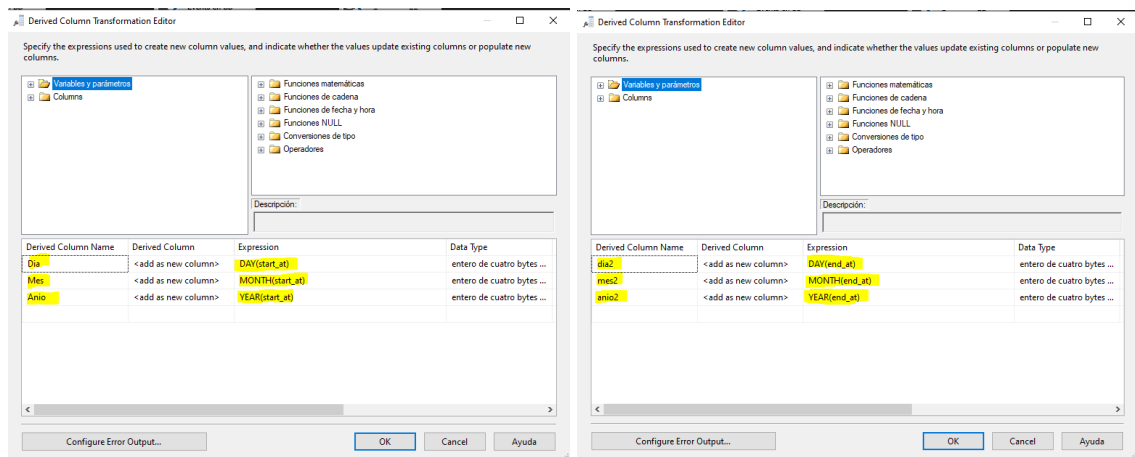 Derived Column Transformation Editor
Specify the expressions used to create new column values, and indicate whether the values update existing columns or populate new
columns.
Variables y parámetros
Columns
Funciones matemáticas
Funciones de cadena
Funciones de fecha y hora
Funciones NULL
Conversiones de tipo
Operadores
Descripción:
Derived Column Name Derived Column Expression Data Type
Dia <add as new column> DAY(start_at) entero de cuatro bytes ...
Mes <add as new column> MONTH(start_at) entero de cuatro bytes ...
Anio <add as new column> YEAR(start_at) entero de cuatro bytes ...
Configure Error Output... OK Cancel Ayuda
Derived Column Transformation Editor
Specify the expressions used to create new column values, and indicate whether the values update existing columns or populate new
columns.
Variables y parámetros
Columns
Funciones matemáticas
Funciones de cadena
Funciones de fecha y hora
Funciones NULL
Conversiones de tipo
Operadores
Descripción:
Derived Column Name Derived Column Expression Data Type
dia2 <add as new column> DAY(end_at) entero de cuatro bytes ...
mes2 <add as new column> MONTH(end_at) entero de cuatro bytes ...
anio2 <add as new column> YEAR(end_at) entero de cuatro bytes ...
Configure Error Output... OK Cancel Ayuda